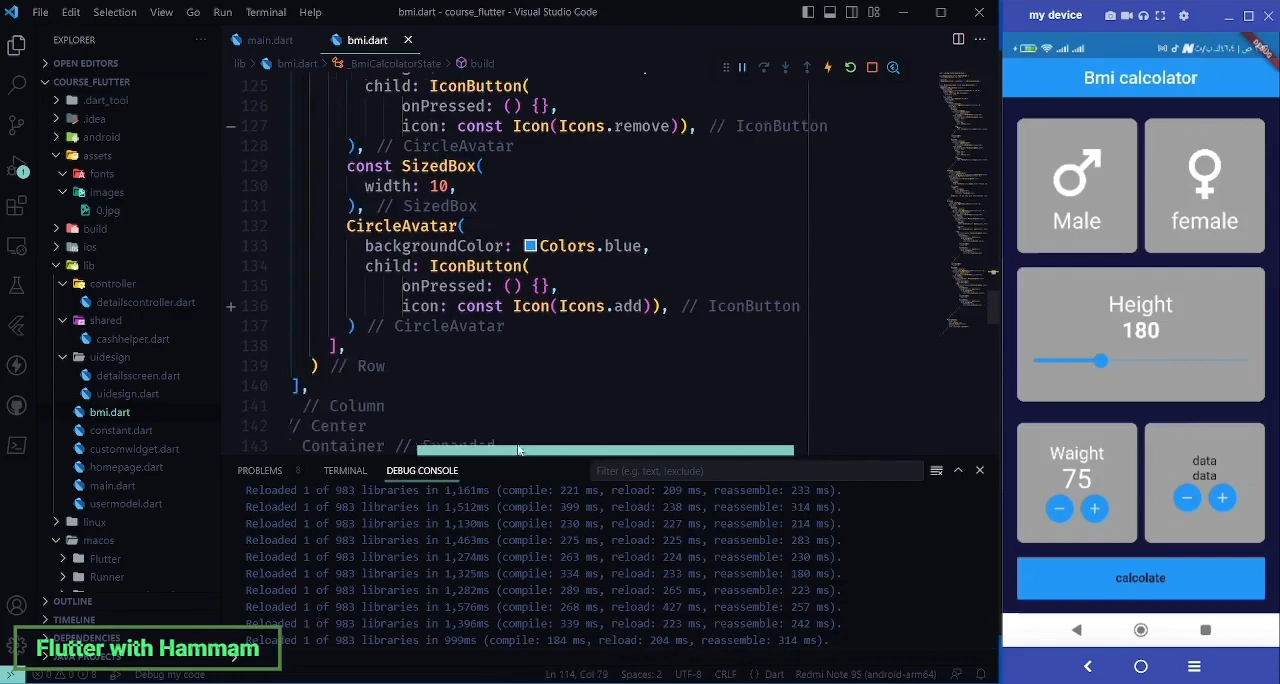 File Edit Selection View Go Run Terminal Help
bmi.dart - course_flutter - Visual Studio Code
my device
EXPLORER
main.dart
bmi.dart
OPEN EDITORS
lib > bmi.dart > _BmiCalcolatorState > build
COURSE_FLUTTER
.dart_tool
.idea
android
assets
fonts
images
0.jpg
build
ios
lib
controller
detailscontroller.dart
shared
cashhelper.dart
uidesign
detailsscreen.dart
uidesign.dart
bmi.dart
constant.dart
customwidget.dart
homepage.dart
main.dart
usermodel.dart
linux
macos
Flutter
Runner
OUTLINE
TIMELINE
DEPENDENCIES
JAVA PROJECTS
1
125 child: IconButton(
126 onPressed: () {},
127 icon: const Icon(Icons.remove)), // IconButton
128 ), // CircleAvatar
129 const SizedBox(
130 width: 10,
131 ), // SizedBox
132 CircleAvatar(
133 backgroundColor: Colors.blue,
134 child: IconButton(
135 onPressed: () {},
136 icon: const Icon(Icons.add)), // IconButton
137 ) // CircleAvatar
138 ],
139 ) // Row
140 ],
141 // Column
142 / Center
143 Container // Expanded
PROBLEMS 8 TERMINAL DEBUG CONSOLE
Filter (e.g. text, !exclude)
Reloaded 1 of 983 libraries in 1,161ms (compile: 221 ms, reload: 209 ms, reassemble: 233 ms).
Reloaded 1 of 983 libraries in 1,512ms (compile: 399 ms, reload: 238 ms, reassemble: 314 ms).
Reloaded 1 of 983 libraries in 1,130ms (compile: 230 ms, reload: 227 ms, reassemble: 214 ms).
Reloaded 1 of 983 libraries in 1,463ms (compile: 275 ms, reload: 225 ms, reassemble: 283 ms).
Reloaded 1 of 983 libraries in 1,274ms (compile: 263 ms, reload: 224 ms, reassemble: 230 ms).
Reloaded 1 of 983 libraries in 1,325ms (compile: 334 ms, reload: 233 ms, reassemble: 180 ms).
Reloaded 1 of 983 libraries in 1,282ms (compile: 289 ms, reload: 265 ms, reassemble: 223 ms).
Reloaded 1 of 983 libraries in 1,576ms (compile: 268 ms, reload: 427 ms, reassemble: 257 ms).
Reloaded 1 of 983 libraries in 1,396ms (compile: 339 ms, reload: 223 ms, reassemble: 242 ms).
Reloaded 1 of 983 libraries in 999ms (compile: 184 ms, reload: 204 ms, reassemble: 314 ms).
Flutter with Hammam
0 0 8 Debug my code
Ln 114, Col 79 Spaces: 2 UTF-8 CRLF {} Dart Redmi Note 9S (android-arm64)
Bmi calcolator
Male
female
Height
180
Waight
75
data
data
calcolate